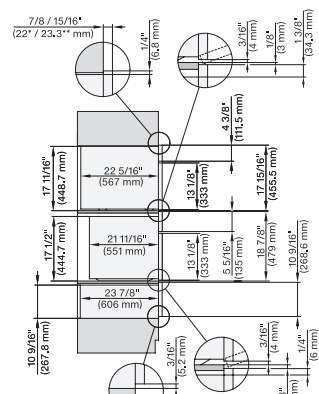 7/8 / 15/16"
(22* / 23.3** mm)
1/4"
(6.8 mm)
3/16"
(4 mm)
1/8"
(3 mm)
1 3/8"
(34.3 mm)
4 3/8"
(111.5 mm)
17 11/16"
(448.7 mm)
22 5/16"
(567 mm)
13 1/8"
(333 mm)
17 15/16"
(455.5 mm)
17 1/2"
(444.7 mm)
21 11/16"
(551 mm)
13 1/8"
(333 mm)
5 5/16"
(135 mm)
18 7/8"
(479 mm)
10 9/16"
(268.6 mm)
23 7/8"
(606 mm)
10 9/16"
(267.8 mm)
3/16"
(5.2 mm)
3/16"
(4 mm)
1/4"
(6 mm)